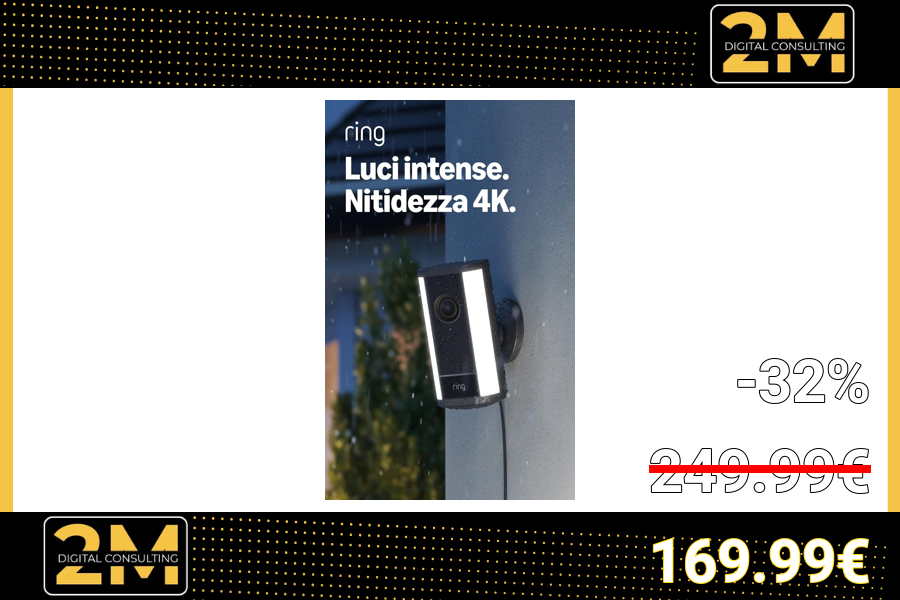 2M
DIGITAL CONSULTING
ring
Luci intense.
Nitidezza 4K.
ring
-32%
249.99€
2M
DIGITAL CONSULTING
169.99€